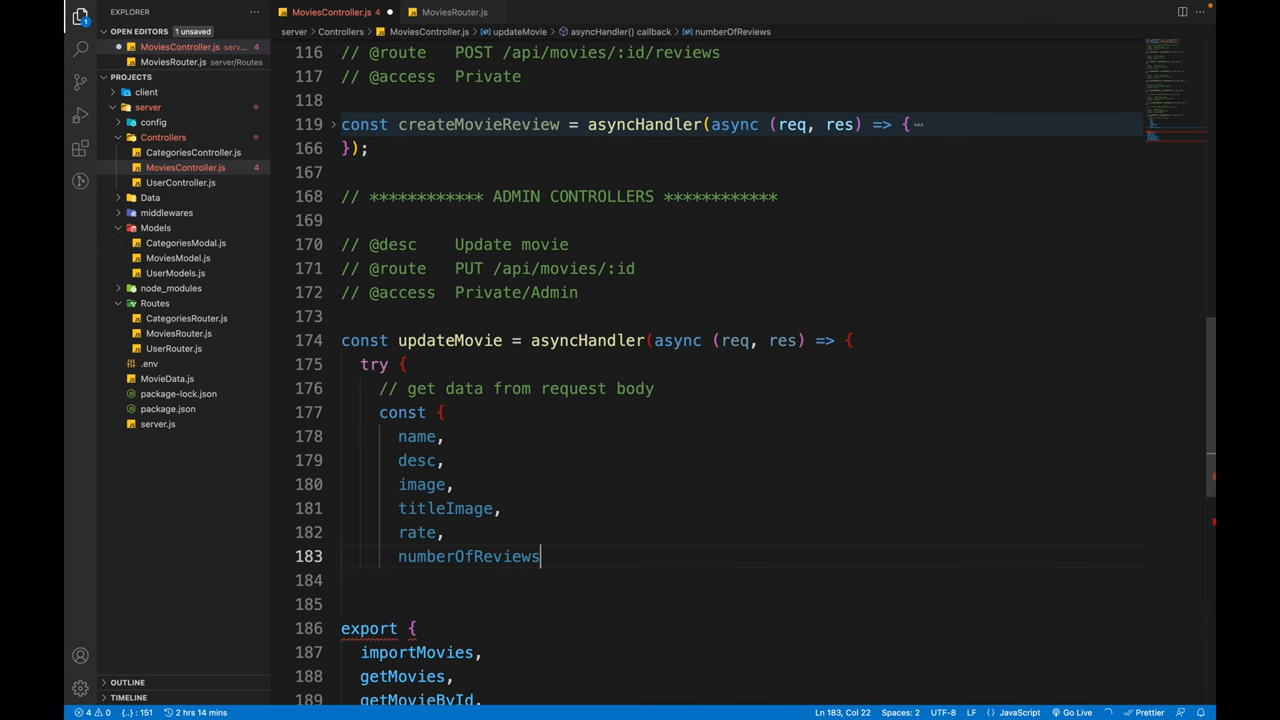 EXPLORER
OPEN EDITORS 1 unsaved
MoviesController.js serv... 4
MoviesRouter.js server/Routes
PROJECTS
client
server
config
Controllers
CategoriesController.js
MoviesController.js 4
UserController.js
Data
middlewares
Models
CategoriesModal.js
MoviesModel.js
UserModels.js
node_modules
Routes
CategoriesRouter.js
MoviesRouter.js
UserRouter.js
.env
MovieData.js
package-lock.json
package.json
server.js
OUTLINE
TIMELINE
MoviesController.js 4 MoviesRouter.js
server > Controllers > MoviesController.js > updateMovie > asyncHandler() callback > numberOfReviews
116 // @route POST /api/movies/:id/reviews
117 // @access Private
118
119 const createMovieReview = asyncHandler(async (req, res) => { ...
166 });
167
168 // ************ ADMIN CONTROLLERS ************
169
170 // @desc Update movie
171 // @route PUT /api/movies/:id
172 // @access Private/Admin
173
174 const updateMovie = asyncHandler(async (req, res) => {
175 try {
176 // get data from request body
177 const {
178 name,
179 desc,
180 image,
181 titleImage,
182 rate,
183 numberOfReviews
184
185
186 export {
187 importMovies,
188 getMovies,
189 getMovieById,
4 0 {..} : 151 2 hrs 14 mins Ln 183, Col 22 Spaces: 2 UTF-8 LF {} JavaScript Go Live Prettier